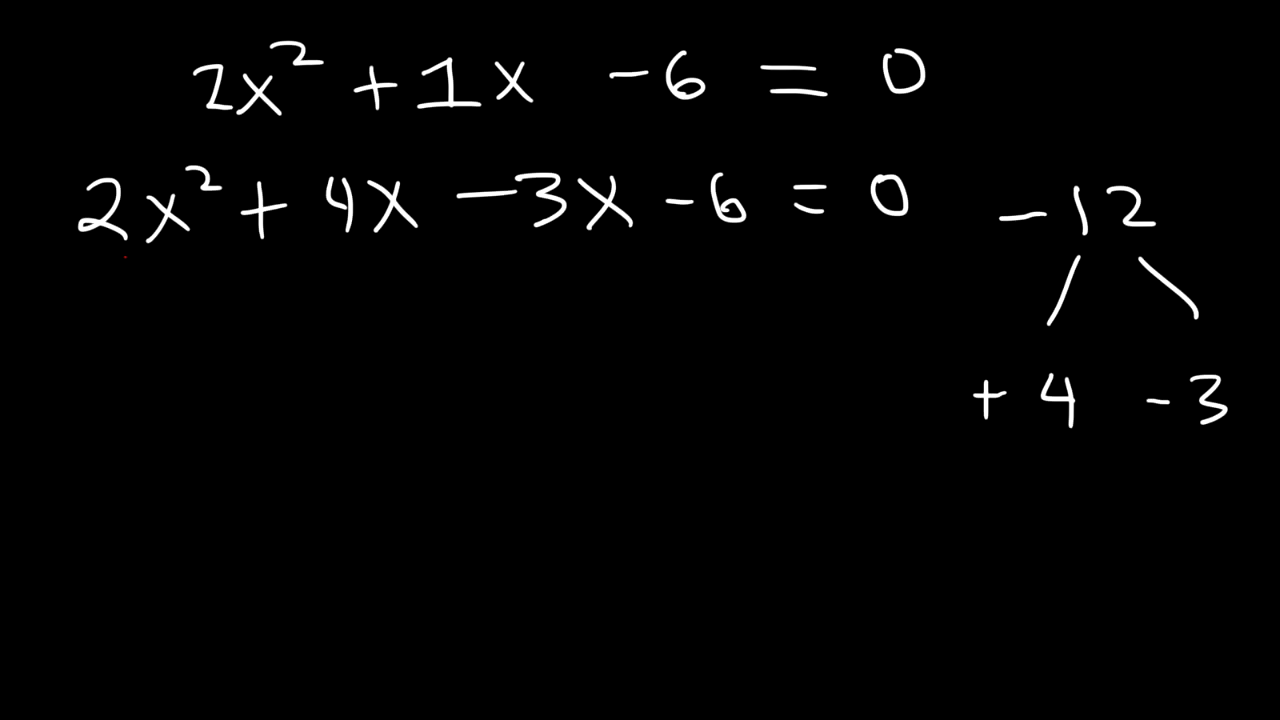 2x² + 1x - 6 = 0
2x² + 4x - 3x - 6 = 0
-12
+ 4 - 3